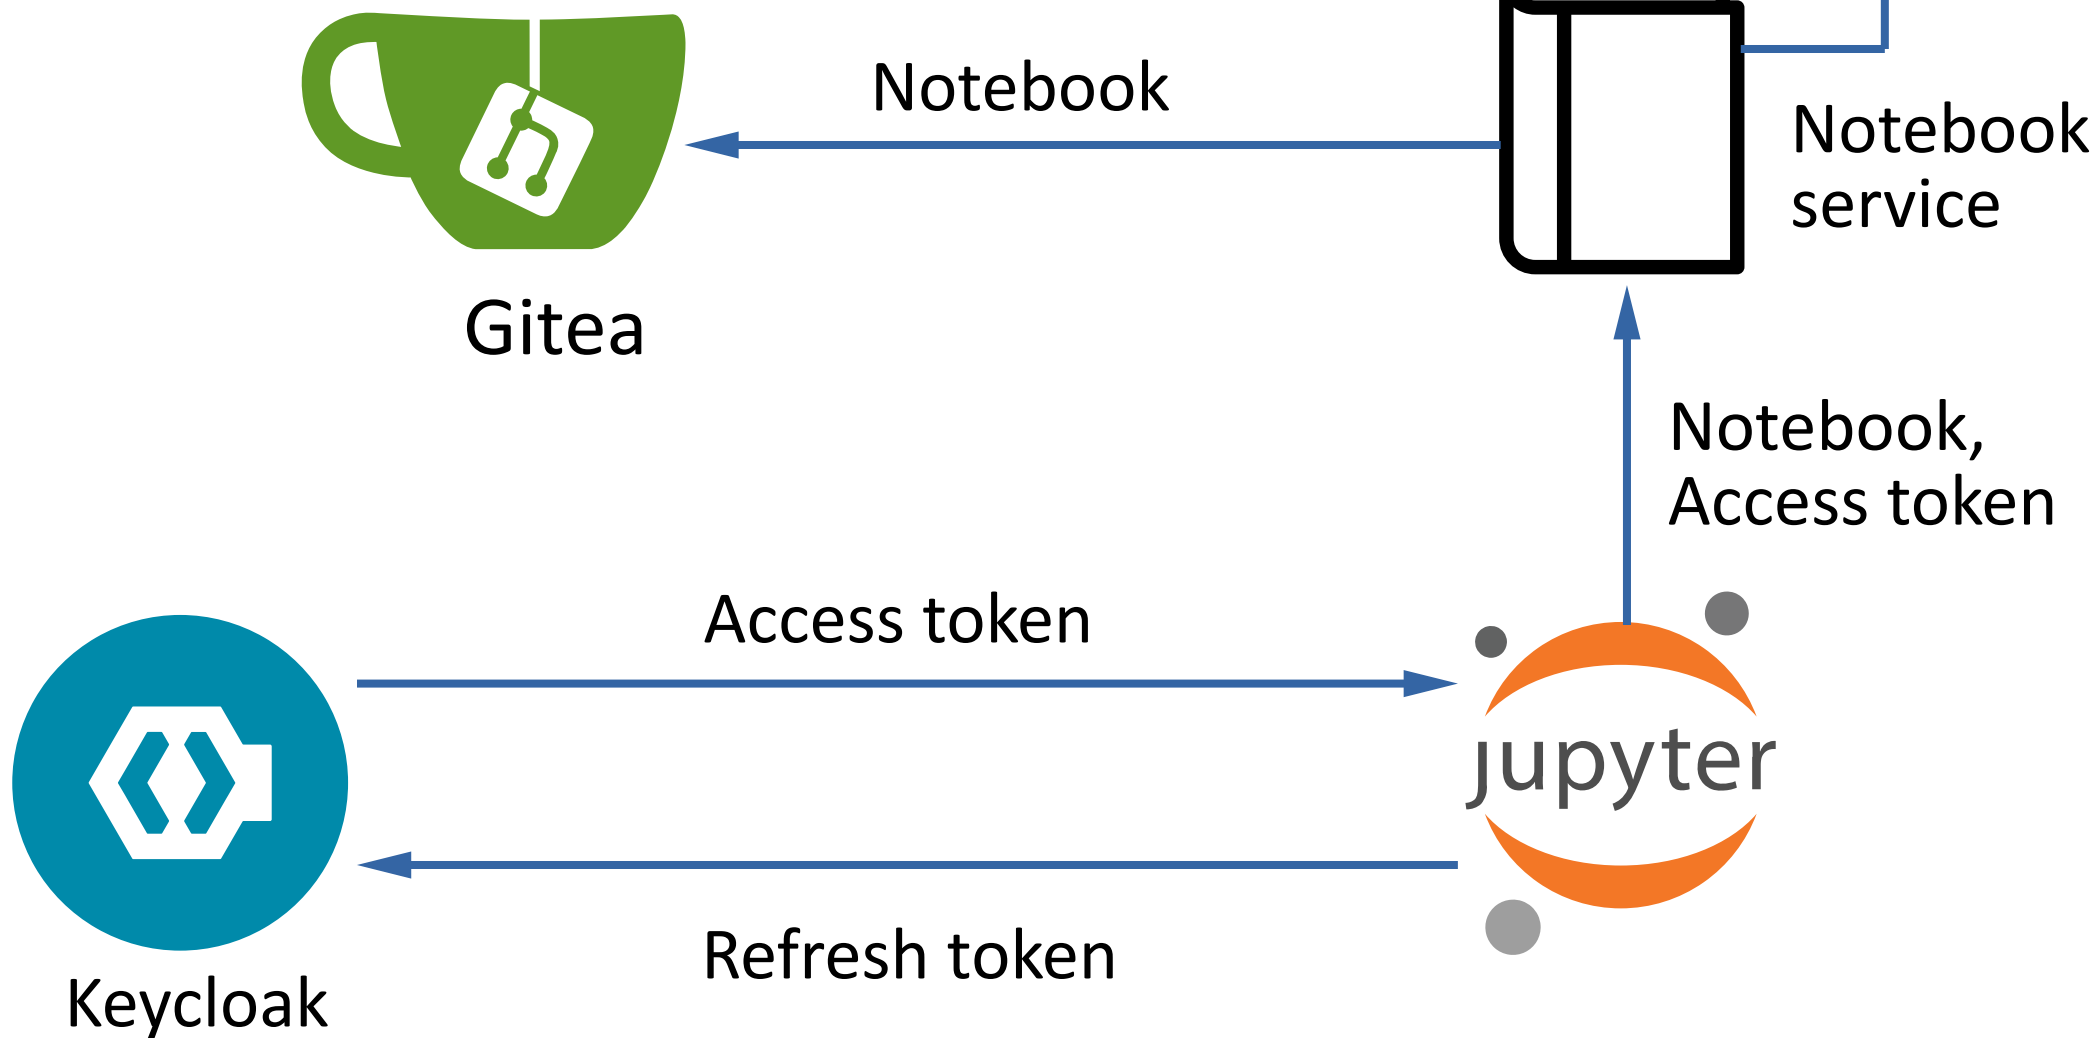 Notebook
Notebook
service
Gitea
Notebook,
Access token
Access token
jupyter
Refresh token
Keycloak